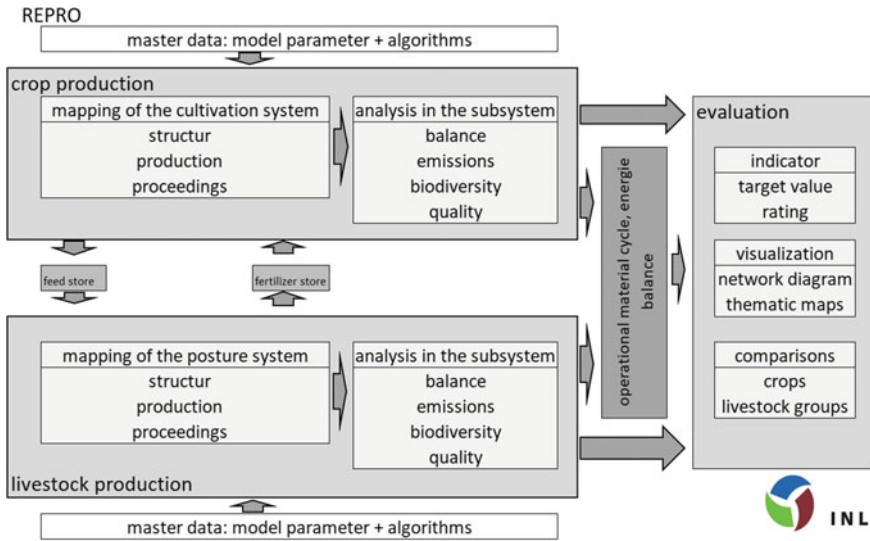 REPRO
master data: model parameter + algorithms
crop production
mapping of the cultivation system
structur
production
proceedings
analysis in the subsystem
balance
emissions
biodiversity
quality
feed store
fertilizer store
mapping of the posture system
structur
production
proceedings
analysis in the subsystem
balance
emissions
biodiversity
quality
livestock production
master data: model parameter + algorithms
operational material cycle, energie
balance
evaluation
indicator
target value
rating
visualization
network diagram
thematic maps
comparisons
crops
livestock groups
INL